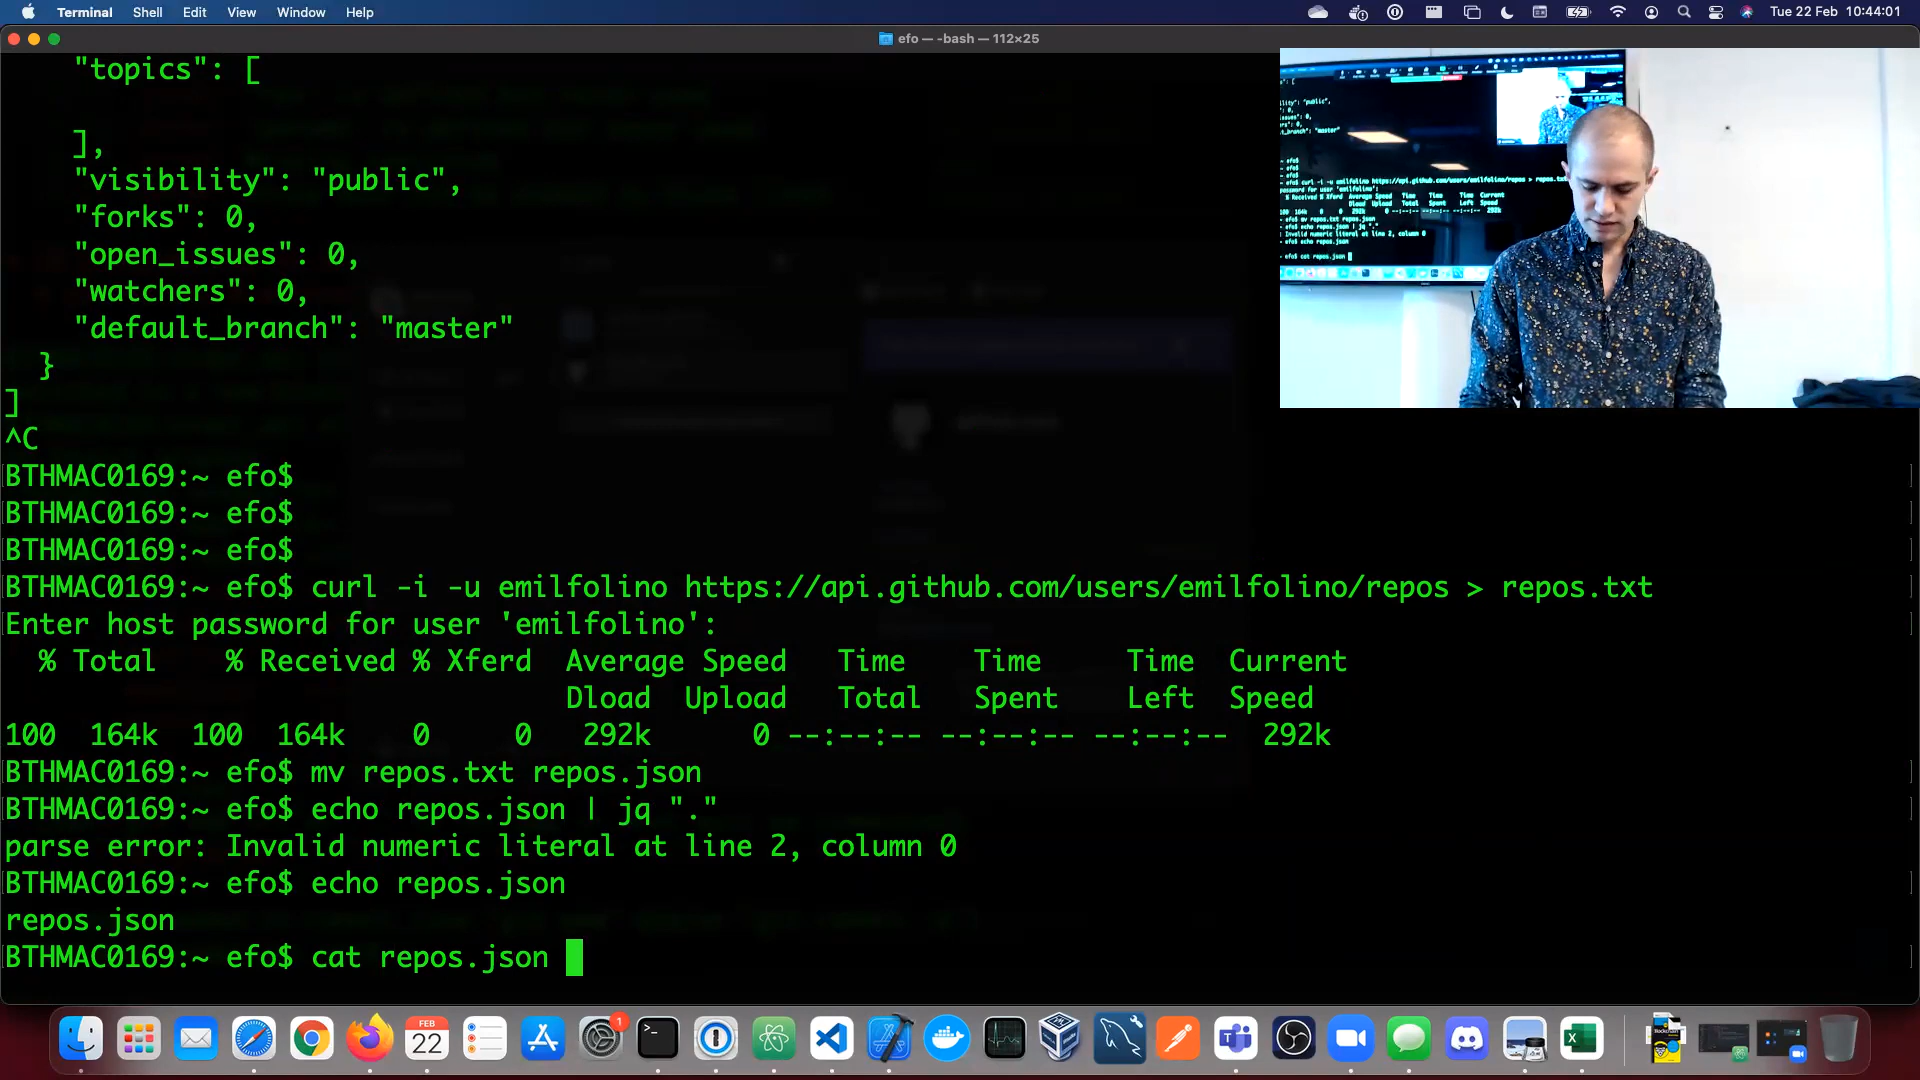 Terminal Shell Edit View Window Help Tue 22 Feb 10:44:01
efo — -bash — 112×25
"topics": [
],
"visibility": "public",
"forks": 0,
"open_issues": 0,
"watchers": 0,
"default_branch": "master"
}
]
^C
BTHMAC0169:~ efo$
BTHMAC0169:~ efo$
BTHMAC0169:~ efo$
BTHMAC0169:~ efo$ curl -i -u emilfolino https://api.github.com/users/emilfolino/repos > repos.txt
Enter host password for user 'emilfolino':
% Total % Received % Xferd Average Speed Time Time Time Current
Dload Upload Total Spent Left Speed
100 164k 100 164k 0 0 292k 0 --:--:-- --:--:-- --:--:-- 292k
BTHMAC0169:~ efo$ mv repos.txt repos.json
BTHMAC0169:~ efo$ echo repos.json | jq "."
parse error: Invalid numeric literal at line 2, column 0
BTHMAC0169:~ efo$ echo repos.json
repos.json
BTHMAC0169:~ efo$ cat repos.json
FEB
22
1